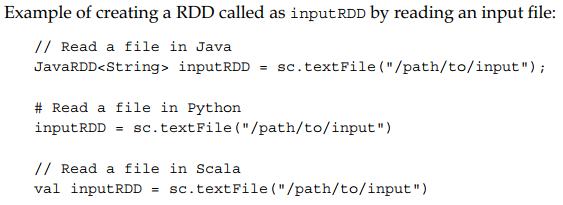 Example of creating a RDD called as inputRDD by reading an input file:
// Read a file in Java
JavaRDD<String> inputRDD = sc.textFile("/path/to/input");
# Read a file in Python
inputRDD = sc.textFile("/path/to/input")
// Read a file in Scala
val inputRDD = sc.textFile("/path/to/input")